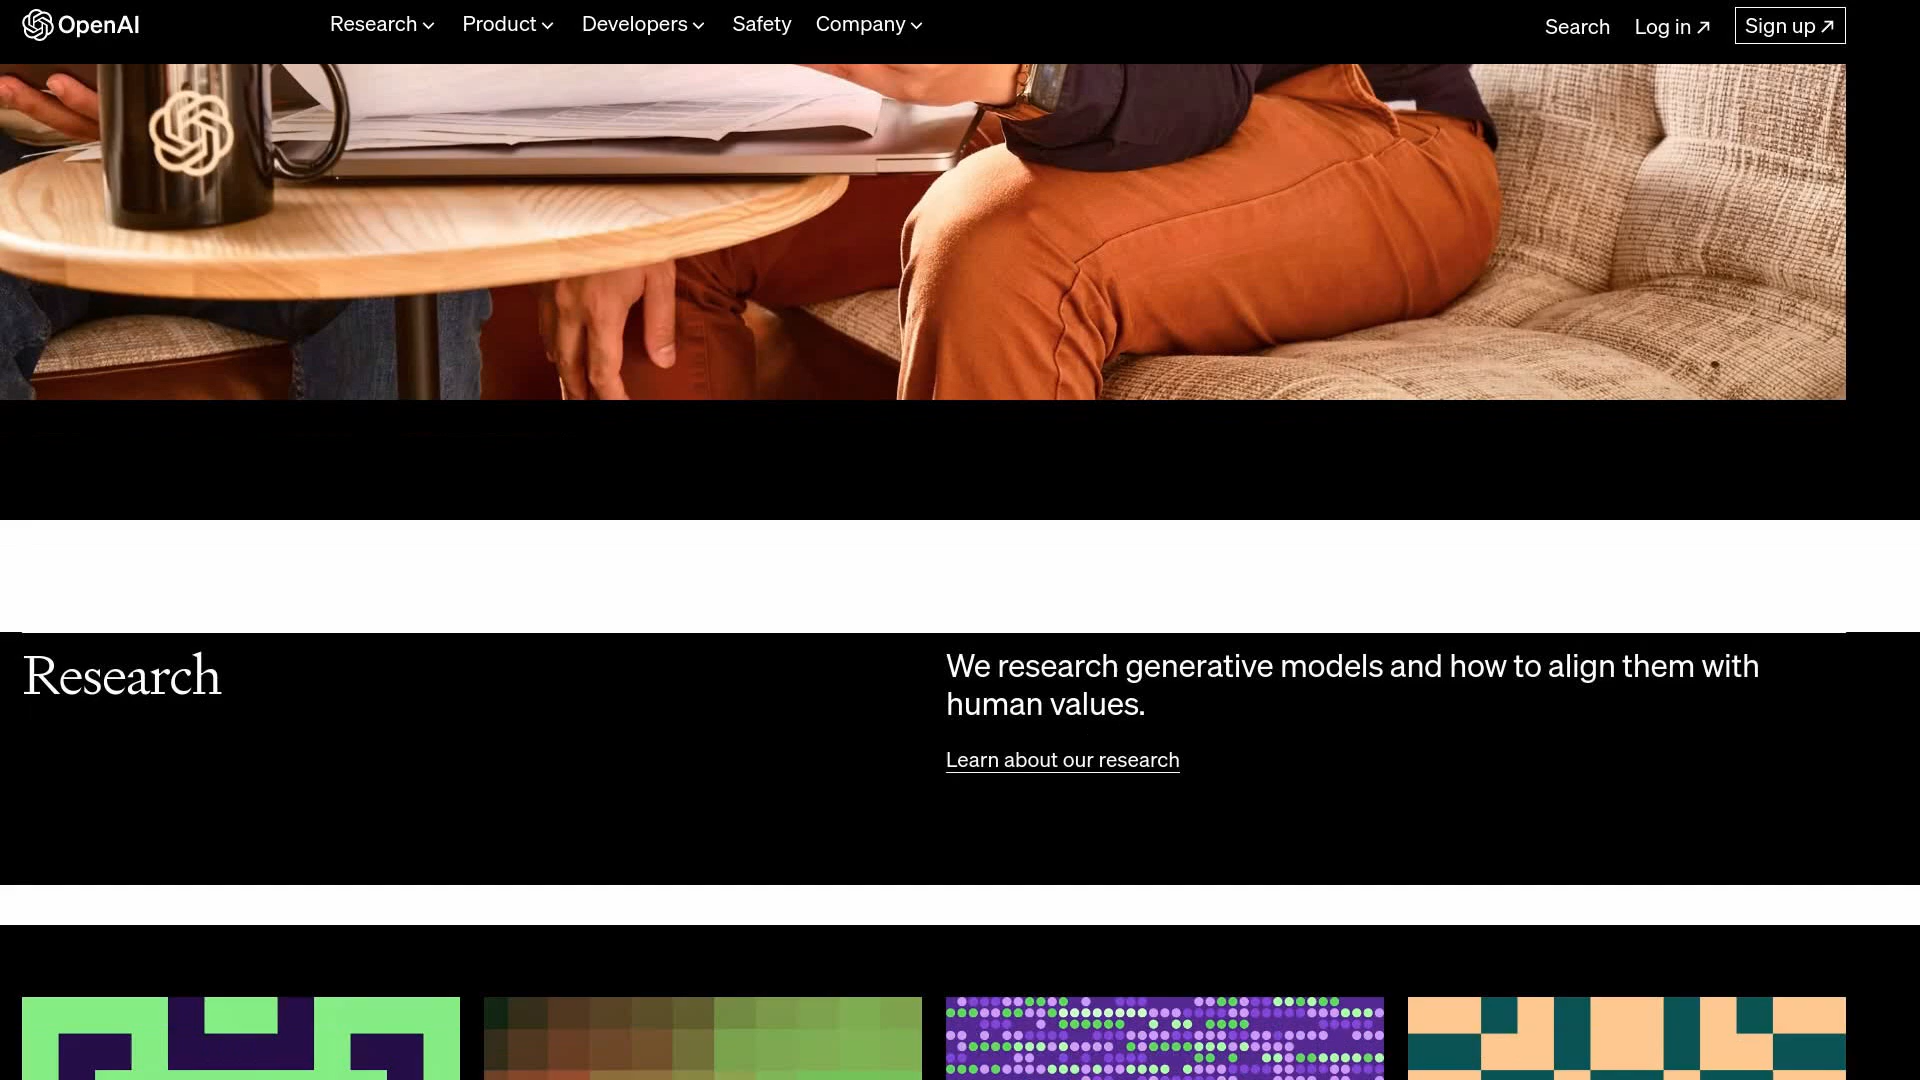 OpenAI
Research
Product
Developers
Safety
Company
Search
Log in ↗
Sign up ↗
Research
We research generative models and how to align them with
human values.
Learn about our research